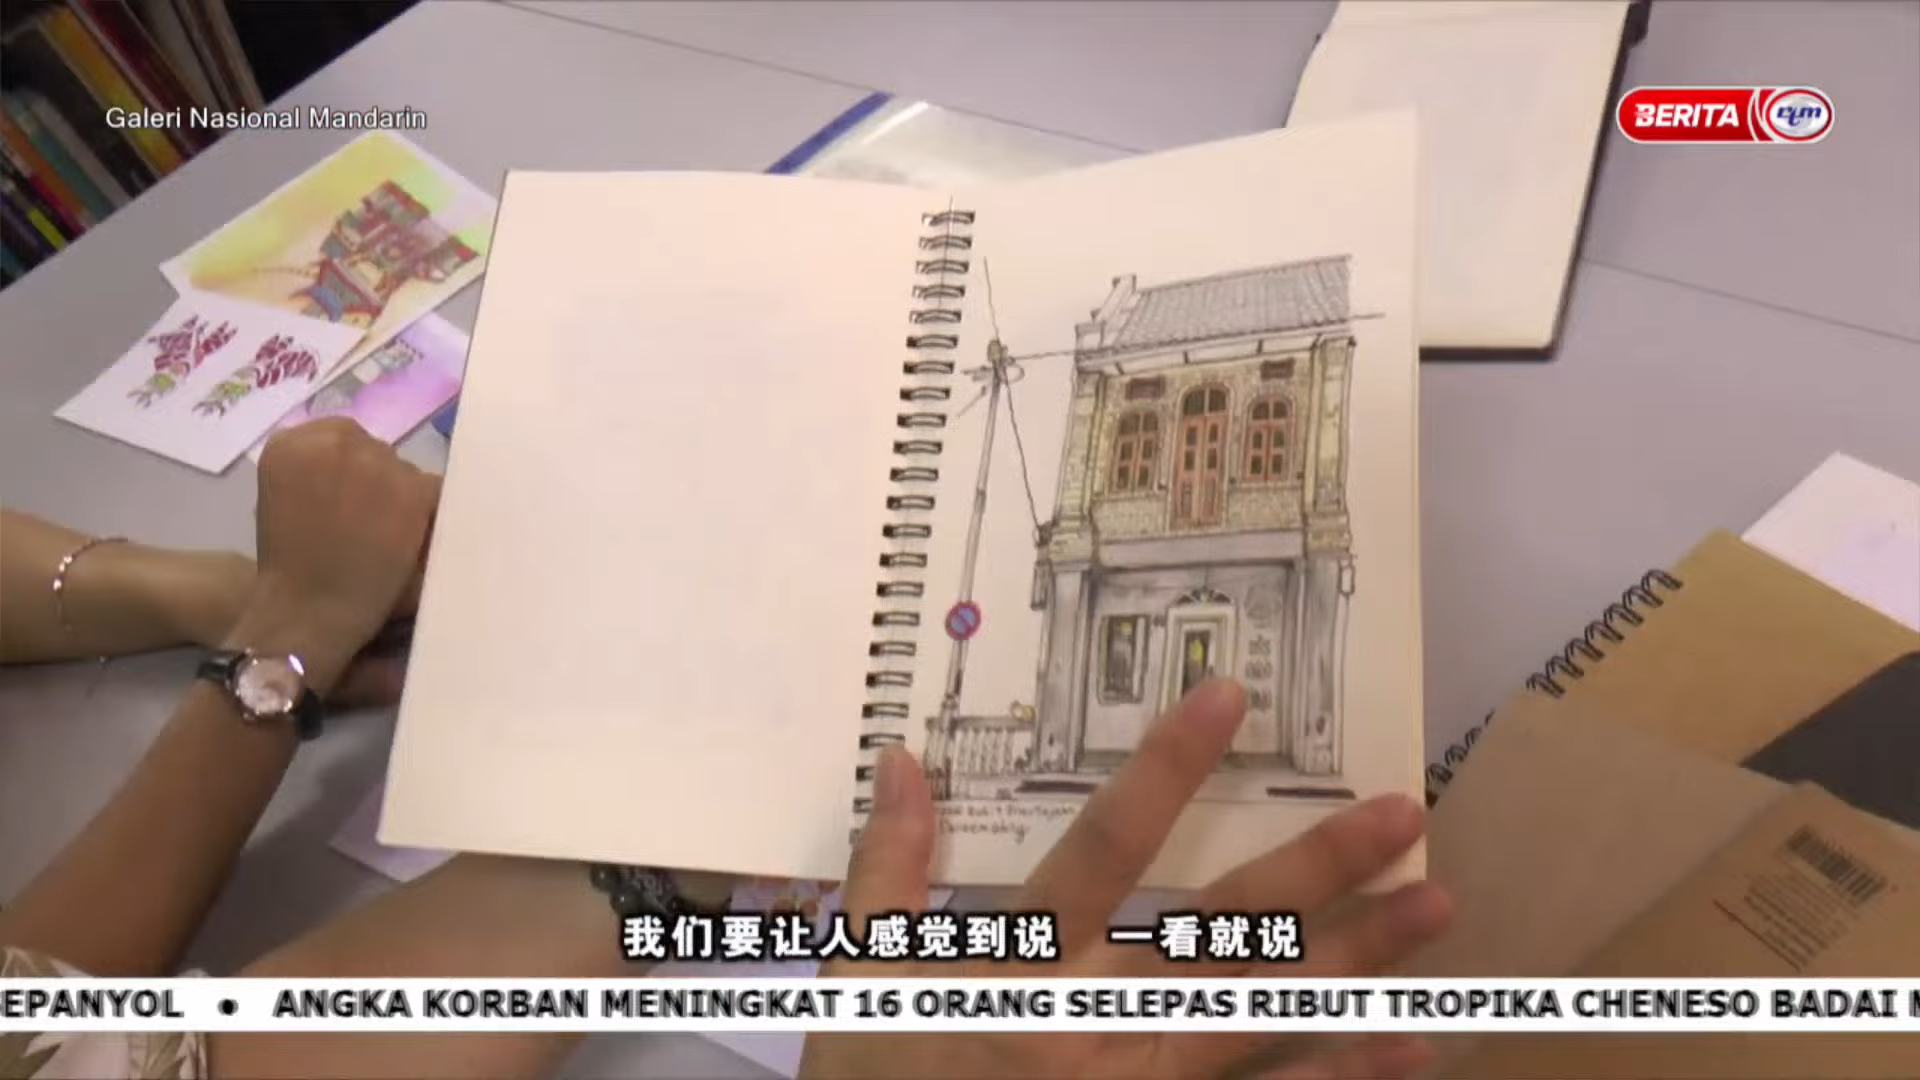 Galeri Nasional Mandarin
BERITA rtm
我们要让人感觉到说 一看就说
SEPANYOL • ANGKA KORBAN MENINGKAT 16 ORANG SELEPAS RIBUT TROPIKA CHENESO BADAI